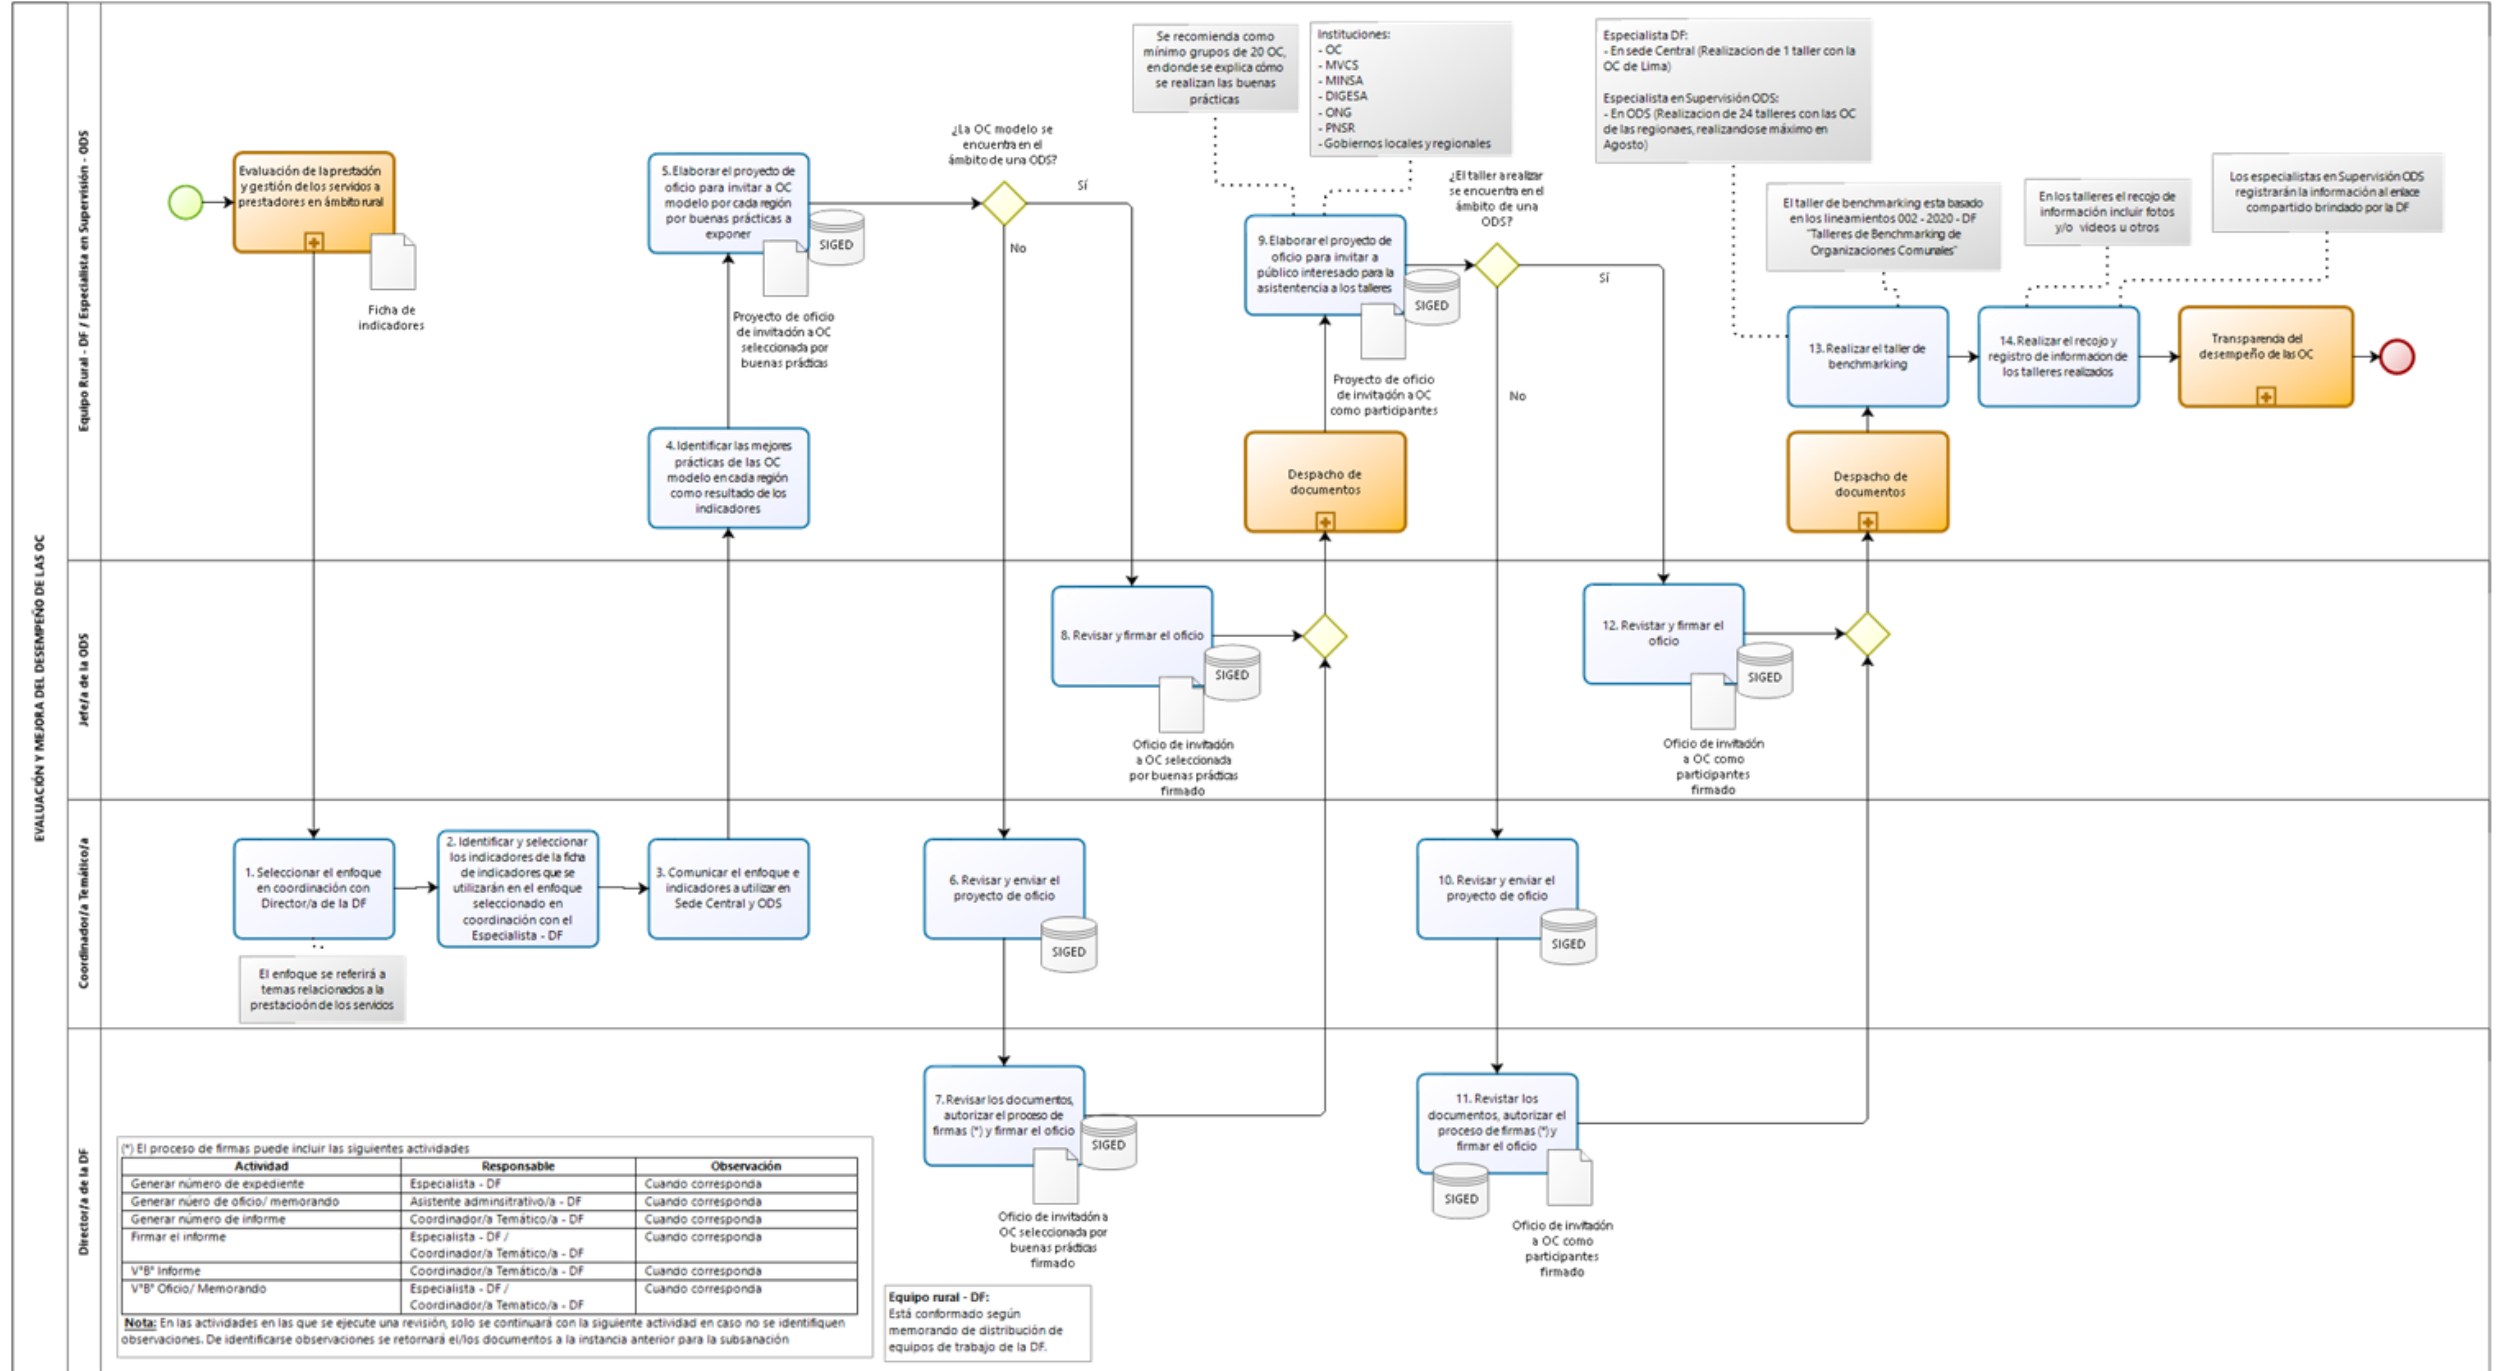 EVALUACIÓN Y MEJORA DEL DESEMPEÑO DE LAS OC
Equipo Rural - DF / Especialista en Supervisión - ODS
Evaluación de la prestación
y gestión de los servidos a
prestadores en ámbito rural
Ficha de
indicadores
5. Elaborar el proyecto de
oficio para invitar a OC
modelo por cada región
por buenas prácticas a
exponer
SIGED
Proyecto de oficio
de invitación a OC
seleccionada por
buenas prácticas
4. Identificar las mejores
prácticas de las OC
modelo en cada región
como resultado de los
indicadores
¿La OC modelo se
encuentra en el
ámbito de una ODS?
Sí
No
Se recomienda como
mínimo grupos de 20 OC,
en donde se explica cómo
se realizan las buenas
prácticas
Instituciones:
- OC
- MVCS
- MINSA
- DIGESA
- ONG
- PNSR
- Gobiernos locales y regionales
9. Elaborar el proyecto de
oficio para invitar a
público interesado para la
asistentencia a los talleres
SIGED
Proyecto de oficio
de invitación a OC
como participantes
Despacho de
documentos
¿El taller a realizar
se encuentra en el
ámbito de una
ODS?
Sí
No
Especialista DF:
- En sede Central (Realizacion de 1 taller con la
OC de Lima)
Especialista en Supervisión ODS:
- En ODS (Realizacion de 24 talleres con las OC
de las regionaes, realizandose máximo en
Agosto)
El taller de benchmarking esta basado
en los lineamientos 002 - 2020 - DF
"Talleres de Benchmarking de
Organizaciones Comunales"
En los talleres el recojo de
información incluir fotos
y/o videos u otros
Los especialistas en Supervisión ODS
registrarán la información al enlace
compartido brindado por la DF
13. Realizar el taller de
benchmarking
14. Realizar el recojo y
registro de informacion de
los talleres realizados
Transparenda del
desempeño de las OC
Despacho de
documentos
Jefe/a de la ODS
8. Revisar y firmar el oficio
SIGED
Oficio de invitación
a OC seleccionada
por buenas prácticas
firmado
12. Revistar y firmar el
oficio
SIGED
Oficio de invitación
a OC como
participantes
firmado
Coordinador/a Temático/a
1. Seleccionar el enfoque
en coordinación con
Director/a de la DF
El enfoque se referirá a
temas relacionados a la
prestacioón de los servicios
2. Identificar y seleccionar
los indicadores de la ficha
de indicadores que se
utilizarán en el enfoque
seleccionado en
coordinación con el
Especialista - DF
3. Comunicar el enfoque e
indicadores a utilizar en
Sede Central y ODS
6. Revisar y enviar el
proyecto de oficio
SIGED
10. Revisar y enviar el
proyecto de oficio
SIGED
Director/a de la DF
7. Revisar los documentos,
autorizar el proceso de
firmas (*) y firmar el oficio
SIGED
Oficio de invitación a
OC seleccionada por
buenas prácticas
firmado
11. Revistar los
documentos, autorizar el
proceso de firmas (*) y
firmar el oficio
SIGED
Oficio de invitación
a OC como
participantes
firmado
(*) El proceso de firmas puede incluir las siguientes actividades
Actividad Responsable Observación
Generar número de expediente Especialista - DF Cuando corresponda
Generar núero de oficio/ memorando Asistente adminsitrativo/a - DF Cuando corresponda
Generar número de informe Coordinador/a Temático/a - DF Cuando corresponda
Firmar el informe Especialista - DF / Cuando corresponda
Coordinador/a Temático/a - DF
V°B° Informe Coordinador/a Temático/a - DF Cuando corresponda
V°B° Oficio/ Memorando Especialista - DF / Cuando corresponda
Coordinador/a Tematico/a - DF
Nota: En las actividades en las que se ejecute una revisión, solo se continuará con la siguiente actividad en caso no se identifiquen
observaciones. De identificarse observaciones se retornará el/los documentos a la instancia anterior para la subsanación
Equipo rural - DF:
Está conformado según
memorando de distribución de
equipos de trabajo de la DF.